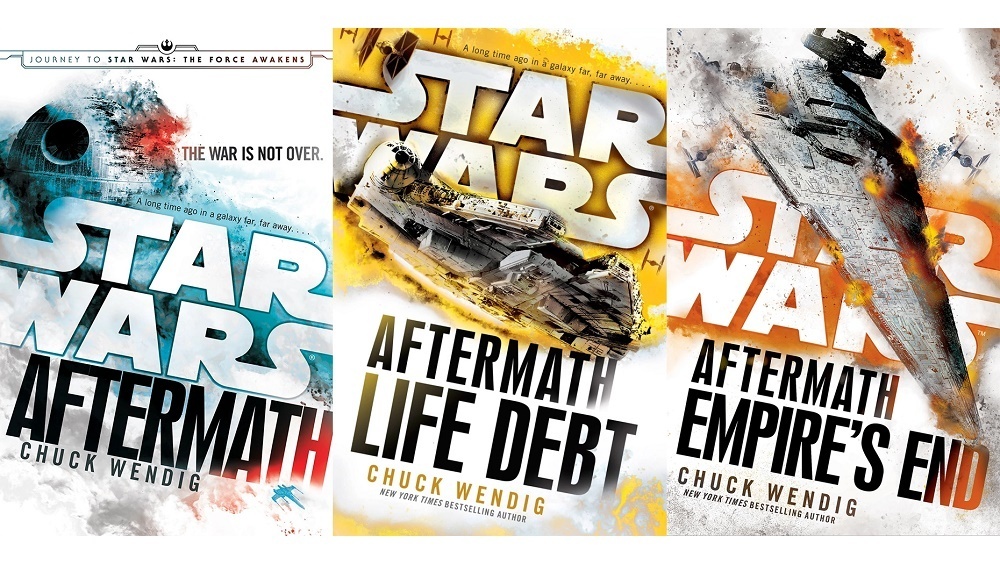 JOURNEY TO STAR WARS: THE FORCE AWAKENS
THE WAR IS NOT OVER.
A long time ago in a galaxy far, far away. . . .
STAR
WARS
®
AFTERMATH
CHUCK WENDIG
A long time ago in a galaxy far, far away. . . .
STAR
WARS
®
AFTERMATH
LIFE DEBT
CHUCK WENDIG
NEW YORK TIMES BESTSELLING AUTHOR
STAR
WARS
™
AFTERMATH
EMPIRE'S END
CHUCK WENDIG
NEW YORK TIMES BESTSELLING AUTHOR